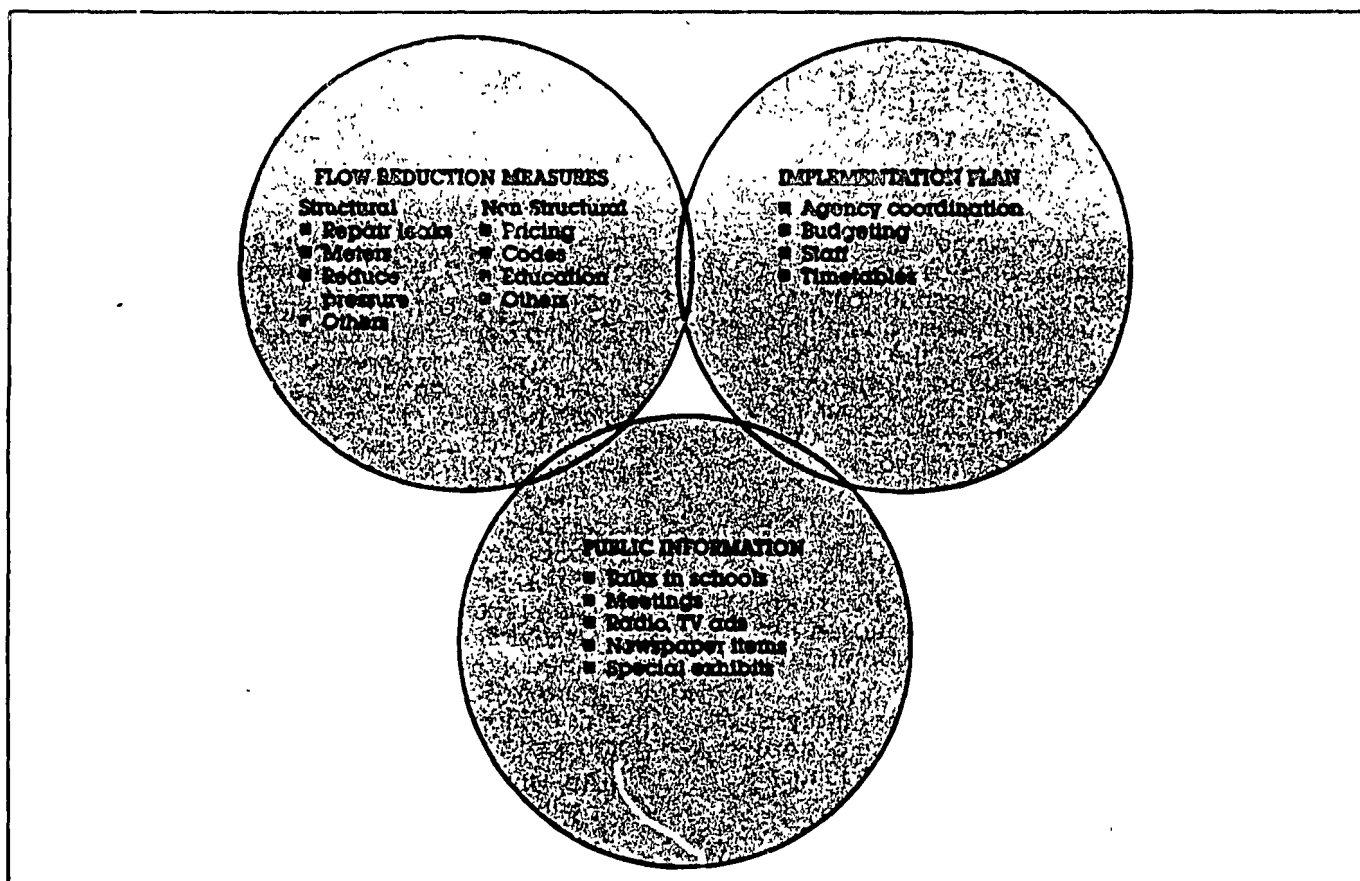 FLOW REDUCTION MEASURES
Structural
■ Repair leaks
■ Meters
■ Reduce
pressure
■ Others
Non Structural
■ Pricing
■ Codes
■ Education
■ Others
IMPLEMENTATION PLAN
■ Agency coordination
■ Budgeting
■ Staff
■ Timetables
PUBLIC INFORMATION
■ Talks in schools
■ Meetings
■ Radio, TV ads
■ Newspaper items
■ Special exhibits